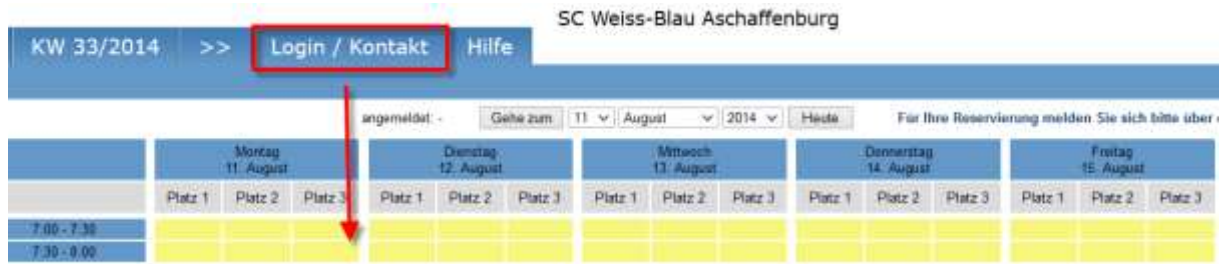 SC Weiss-Blau Aschaffenburg
KW 33/2014 >> Login / Kontakt Hilfe
angemeldet: - Gehe zum 11 August 2014 Heute Für Ihre Reservierung melden Sie sich bitte über
Montag Dienstag Mittwoch Donnerstag Freitag
11. August 12. August 13. August 14. August 15. August
Platz 1 Platz 2 Platz 3 Platz 1 Platz 2 Platz 3 Platz 1 Platz 2 Platz 3 Platz 1 Platz 2 Platz 3 Platz 1 Platz 2 Platz 3
7:00 - 7:30
7:30 - 8:00